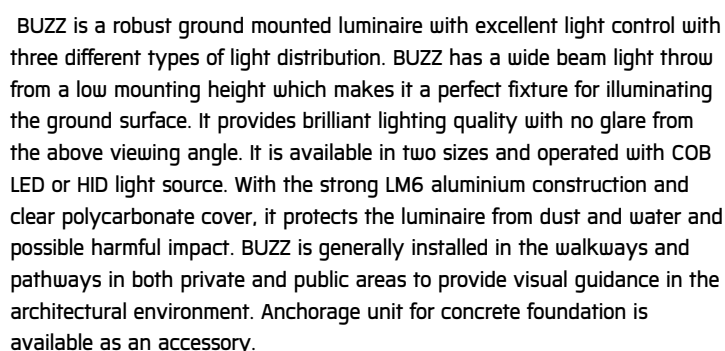 BUZZ is a robust ground mounted luminaire with excellent light control with
three different types of light distribution. BUZZ has a wide beam light throw
from a low mounting height which makes it a perfect fixture for illuminating
the ground surface. It provides brilliant lighting quality with no glare from
the above viewing angle. It is available in two sizes and operated with COB
LED or HID light source. With the strong LM6 aluminium construction and
clear polycarbonate cover, it protects the luminaire from dust and water and
possible harmful impact. BUZZ is generally installed in the walkways and
pathways in both private and public areas to provide visual guidance in the
architectural environment. Anchorage unit for concrete foundation is
available as an accessory.